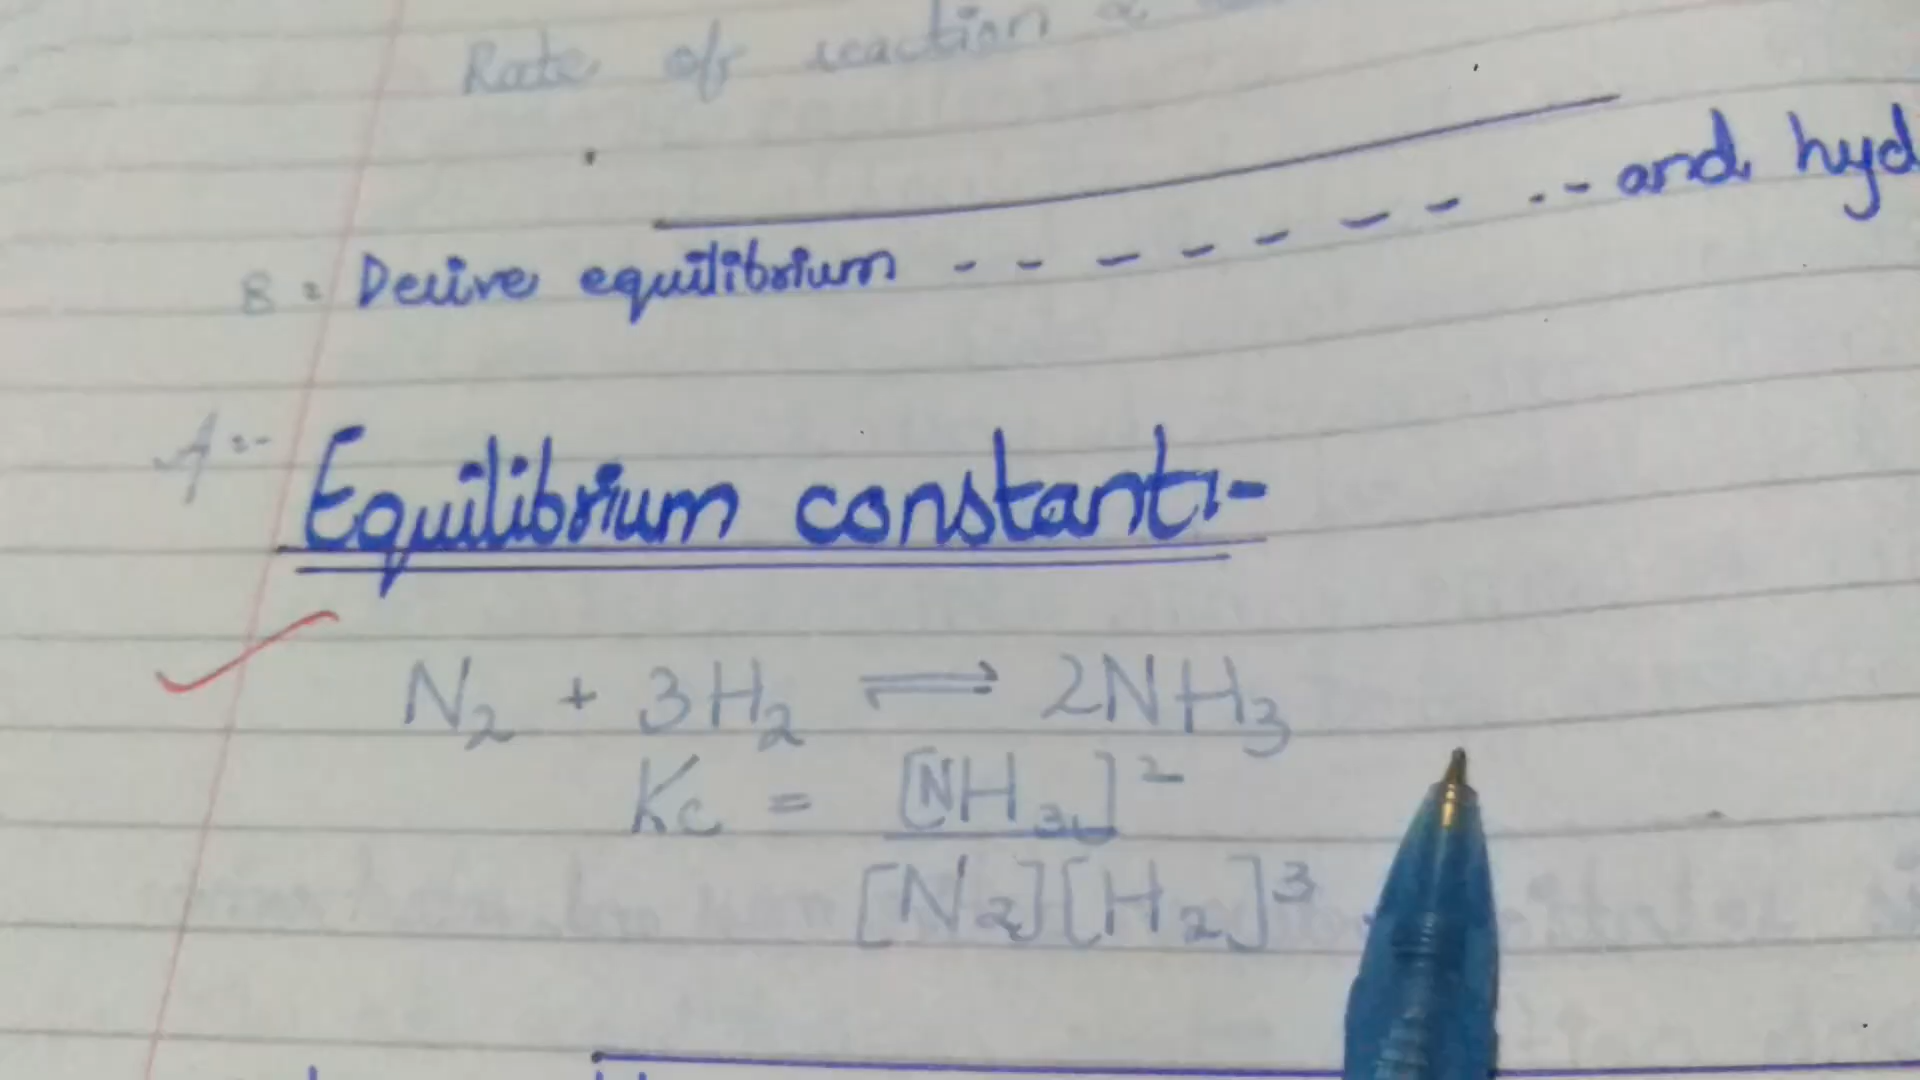 Rate of reaction ∝
8 = Derive equilibrium - - - - - - - - - - and hyd
A:-
Equilibrium constant:-
N₂ + 3H₂ ⇌ 2NH₃
Kc = [NH₃]²
[N₂][H₂]³